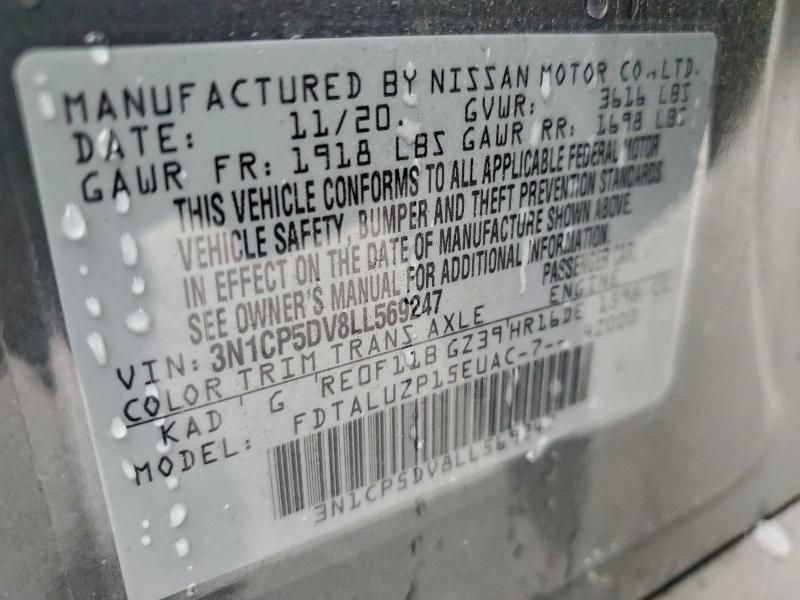 MANUFACTURED BY NISSAN MOTOR CO.,LTD.
DATE: 11/20. GVWR: 3616 LBS
GAWR FR: 1918 LBS GAWR RR: 1698 LBS
THIS VEHICLE CONFORMS TO ALL APPLICABLE FEDERAL MOTOR
VEHICLE SAFETY, BUMPER AND THEFT PREVENTION STANDARDS
IN EFFECT ON THE DATE OF MANUFACTURE SHOWN ABOVE.
SEE OWNER'S MANUAL FOR ADDITIONAL INFORMATION.
VIN: 3N1CP5DV8LL569247 PASSENGER CAR
COLOR TRIM TRANS AXLE ENGINE
KAD G RE0F11B GZ39 HR16DE 1598 CC
MODEL: FDTALUZP15EUAC-7--
3N1CP5DV8LL569247